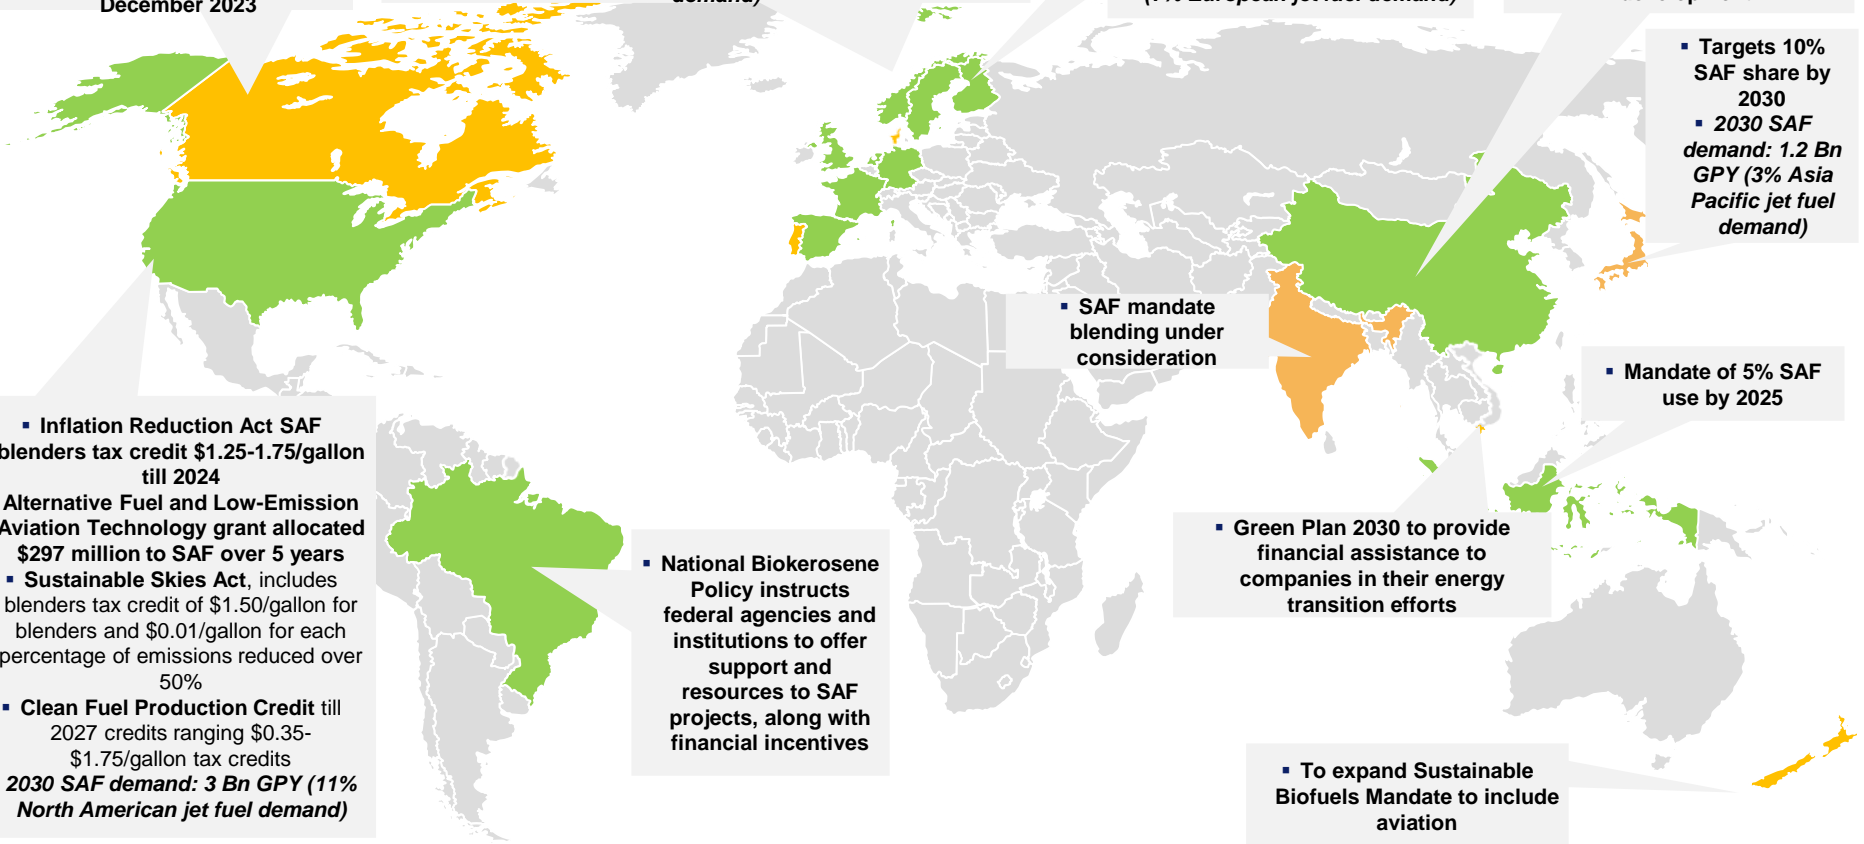 December 2023
demand)
(7% European jet fuel demand)
▪ Targets 10%
SAF share by
2030
▪ 2030 SAF
demand: 1.2 Bn
GPY (3% Asia
Pacific jet fuel
demand)
▪ SAF mandate
blending under
consideration
▪ Mandate of 5% SAF
use by 2025
▪ Inflation Reduction Act SAF
blenders tax credit $1.25-1.75/gallon
till 2024
Alternative Fuel and Low-Emission
Aviation Technology grant allocated
$297 million to SAF over 5 years
▪ Sustainable Skies Act, includes
blenders tax credit of $1.50/gallon for
blenders and $0.01/gallon for each
percentage of emissions reduced over
50%
▪ Clean Fuel Production Credit till
2027 credits ranging $0.35-
$1.75/gallon tax credits
2030 SAF demand: 3 Bn GPY (11%
North American jet fuel demand)
▪ National Biokerosene
Policy instructs
federal agencies and
institutions to offer
support and
resources to SAF
projects, along with
financial incentives
▪ Green Plan 2030 to provide
financial assistance to
companies in their energy
transition efforts
▪ To expand Sustainable
Biofuels Mandate to include
aviation